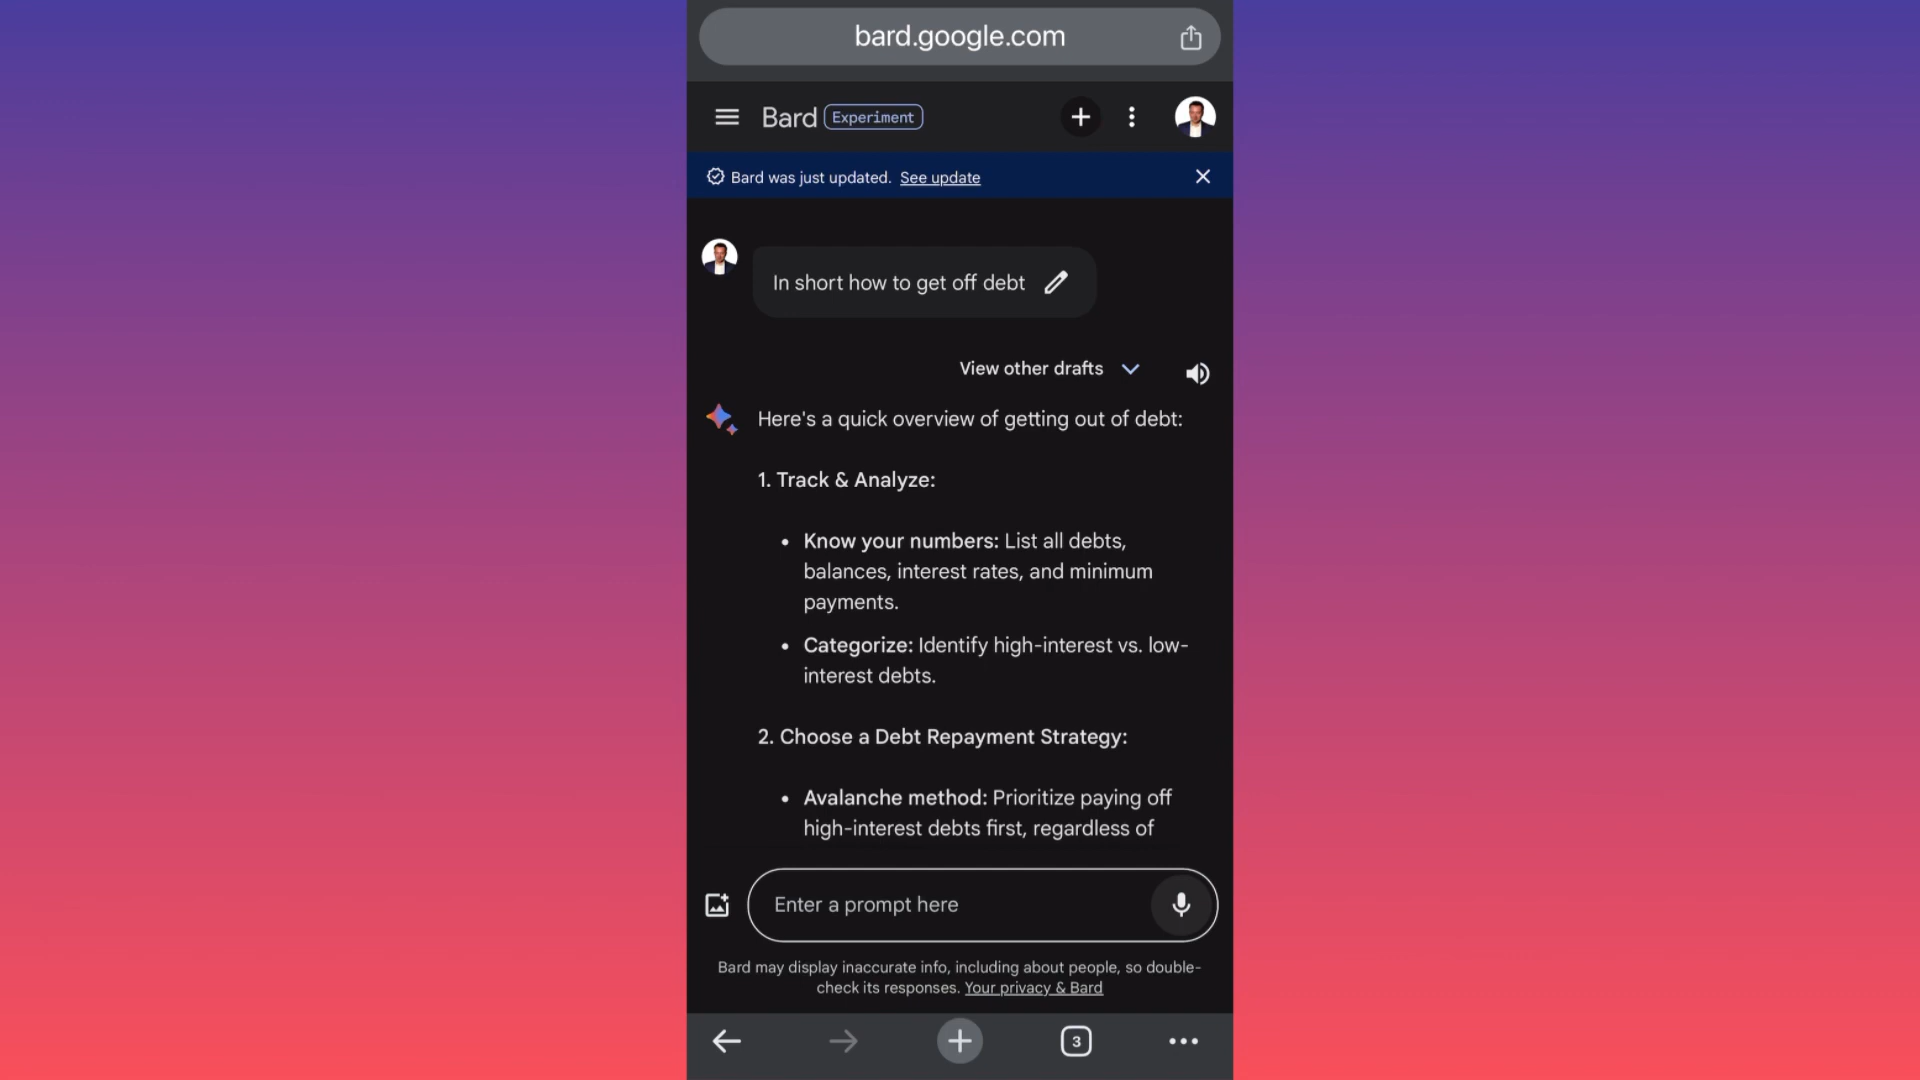 bard.google.com
Bard Experiment
Bard was just updated. See update
In short how to get off debt
View other drafts
Here's a quick overview of getting out of debt:
1. Track & Analyze:
• Know your numbers: List all debts,
balances, interest rates, and minimum
payments.
• Categorize: Identify high-interest vs. low-
interest debts.
2. Choose a Debt Repayment Strategy:
• Avalanche method: Prioritize paying off
high-interest debts first, regardless of
Enter a prompt here
Bard may display inaccurate info, including about people, so double-
check its responses. Your privacy & Bard
3